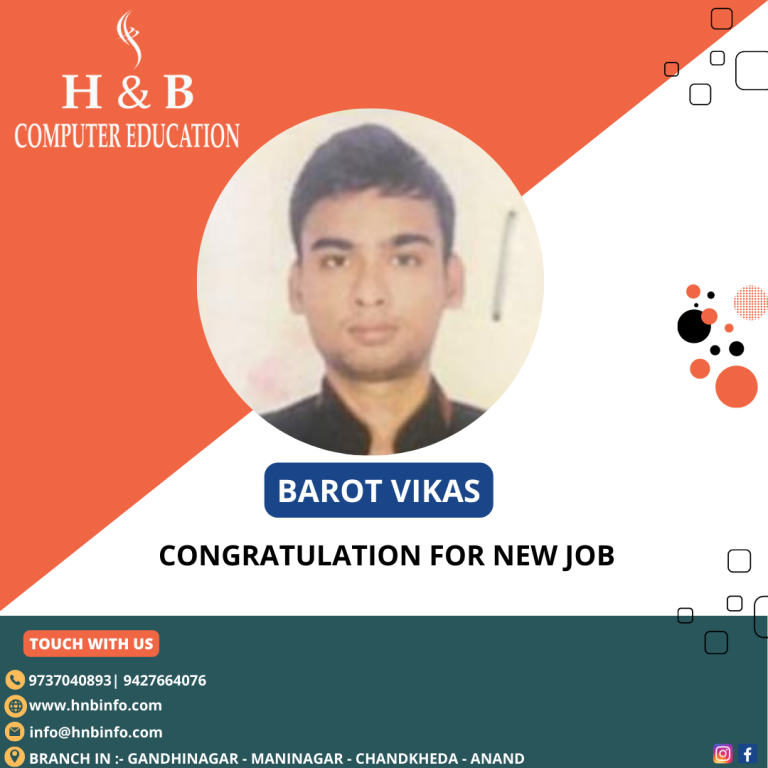 H & B
COMPUTER EDUCATION
BAROT VIKAS
CONGRATULATION FOR NEW JOB
TOUCH WITH US
9737040893| 9427664076
www.hnbinfo.com
info@hnbinfo.com
BRANCH IN :- GANDHINAGAR - MANINAGAR - CHANDKHEDA - ANAND